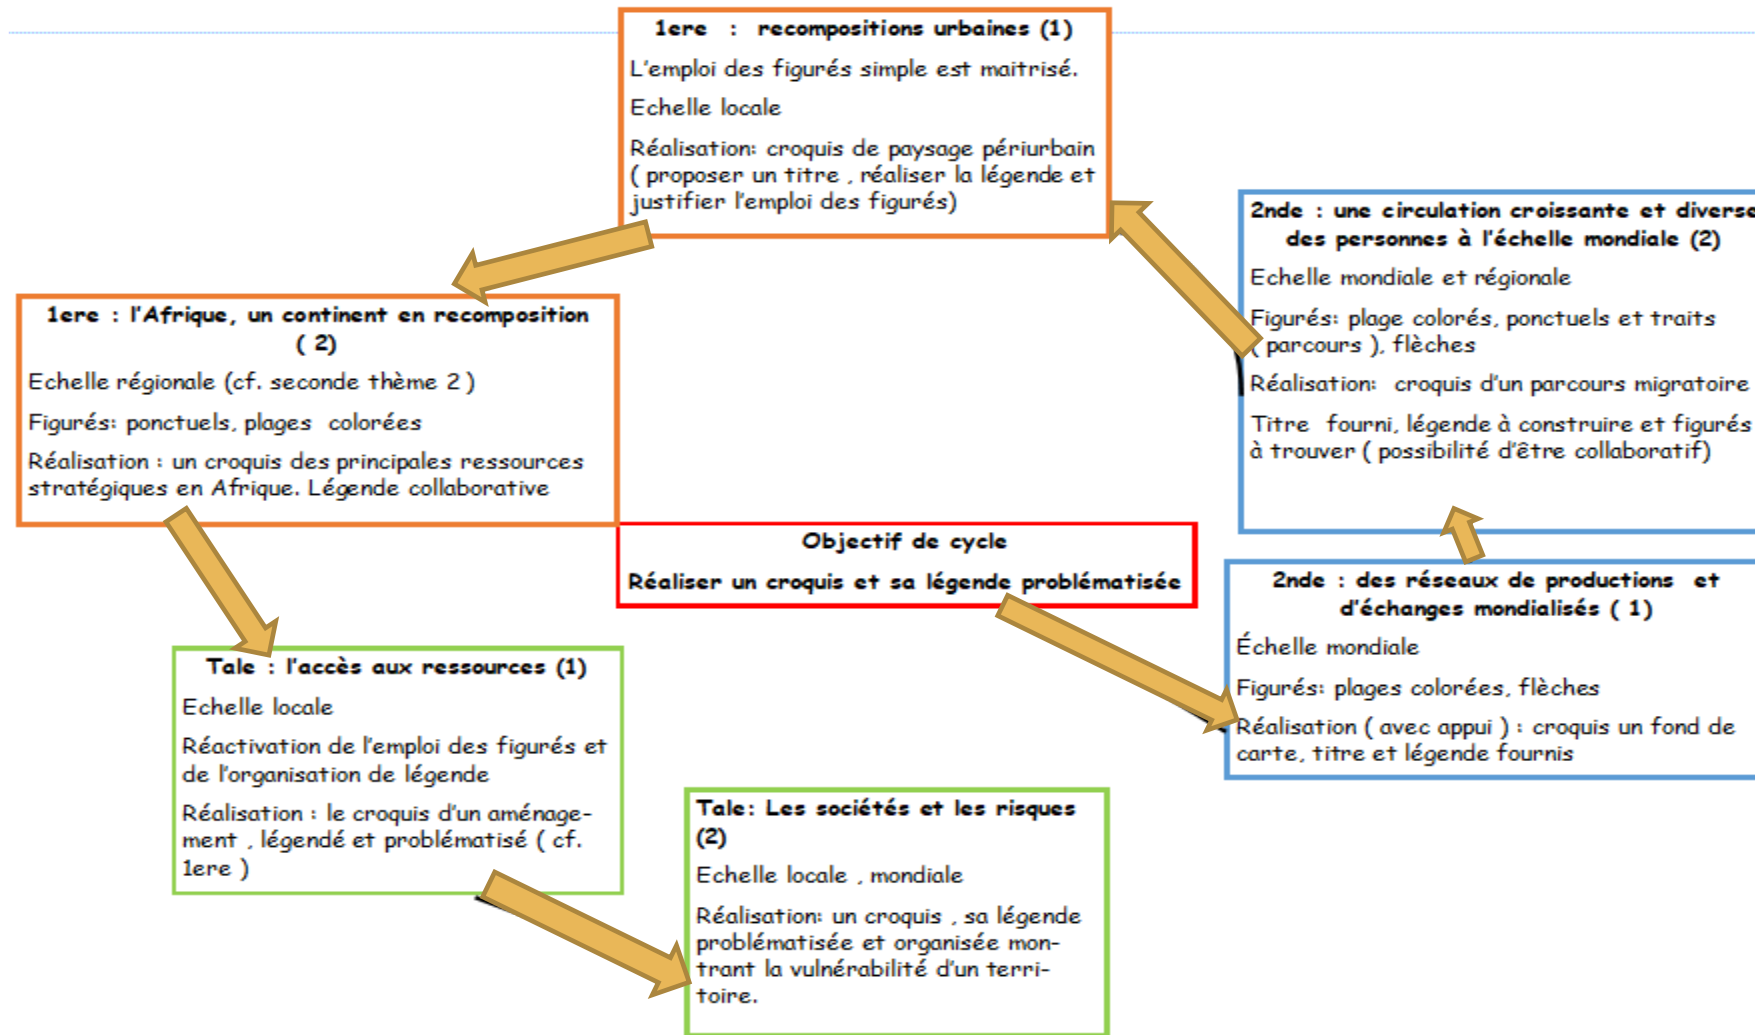 1ere : recompositions urbaines (1)
L'emploi des figurés simple est maitrisé.
Echelle locale
Réalisation: croquis de paysage périurbain
( proposer un titre , réaliser la légende et
justifier l'emploi des figurés)
2nde : une circulation croissante et diverse
des personnes à l'échelle mondiale (2)
Echelle mondiale et régionale
Figurés: plage colorés, ponctuels et traits
( parcours ), flèches
Réalisation: croquis d'un parcours migratoire
Titre fourni, légende à construire et figurés
à trouver ( possibilité d'être collaboratif)
1ere : l'Afrique, un continent en recomposition
( 2)
Echelle régionale (cf. seconde thème 2 )
Figurés: ponctuels, plages colorées
Réalisation : un croquis des principales ressources
stratégiques en Afrique. Légende collaborative
Objectif de cycle
Réaliser un croquis et sa légende problématisée
2nde : des réseaux de productions et
d'échanges mondialisés ( 1)
Échelle mondiale
Figurés: plages colorées, flèches
Réalisation ( avec appui ) : croquis un fond de
carte, titre et légende fournis
Tale : l'accès aux ressources (1)
Echelle locale
Réactivation de l'emploi des figurés et
de l'organisation de légende
Réalisation : le croquis d'un aménage-
ment , légendé et problématisé ( cf.
1ere )
Tale: Les sociétés et les risques
(2)
Echelle locale , mondiale
Réalisation: un croquis , sa légende
problématisée et organisée mon-
trant la vulnérabilité d'un terri-
toire.